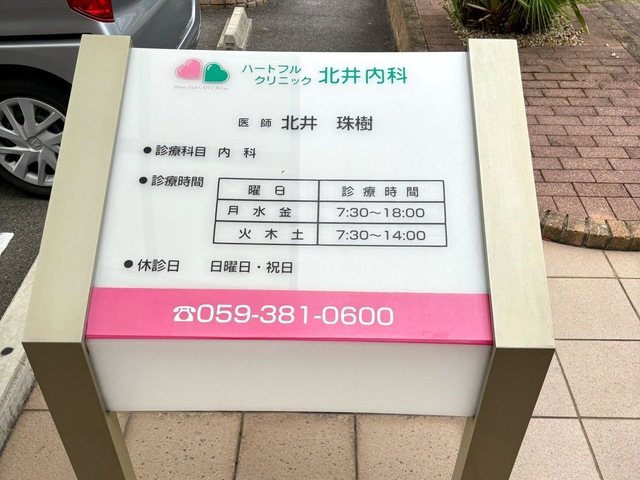 ハートフル
クリニック 北井内科
医師 北井 珠樹
●診療科目 内科
●診療時間
曜日 診療時間
月水金 7:30～18:00
火木土 7:30～14:00
●休診日 日曜日・祝日
☎059-381-0600